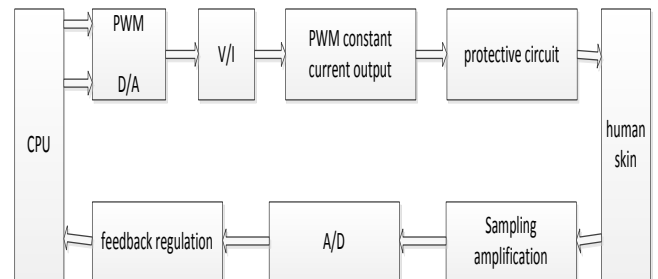 CPU
PWM
D/A
V/I
PWM constant
current output
protective circuit
human
skin
feedback regulation
A/D
Sampling
amplification